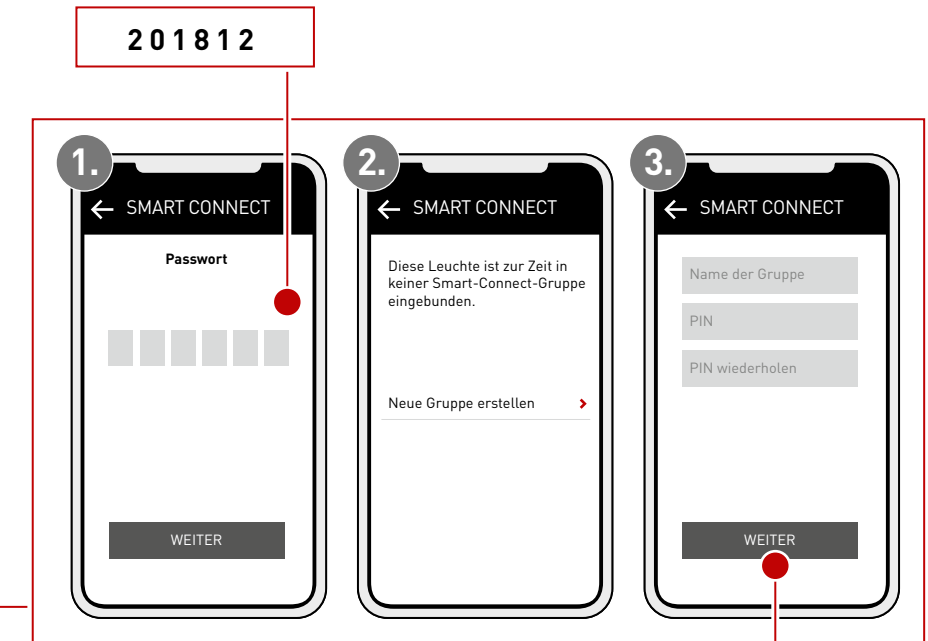 201812
1.
SMART CONNECT
Passwort
WEITER
2.
SMART CONNECT
Diese Leuchte ist zur Zeit in
keiner Smart-Connect-Gruppe
eingebunden.
Neue Gruppe erstellen
3.
SMART CONNECT
Name der Gruppe
PIN
PIN wiederholen
WEITER